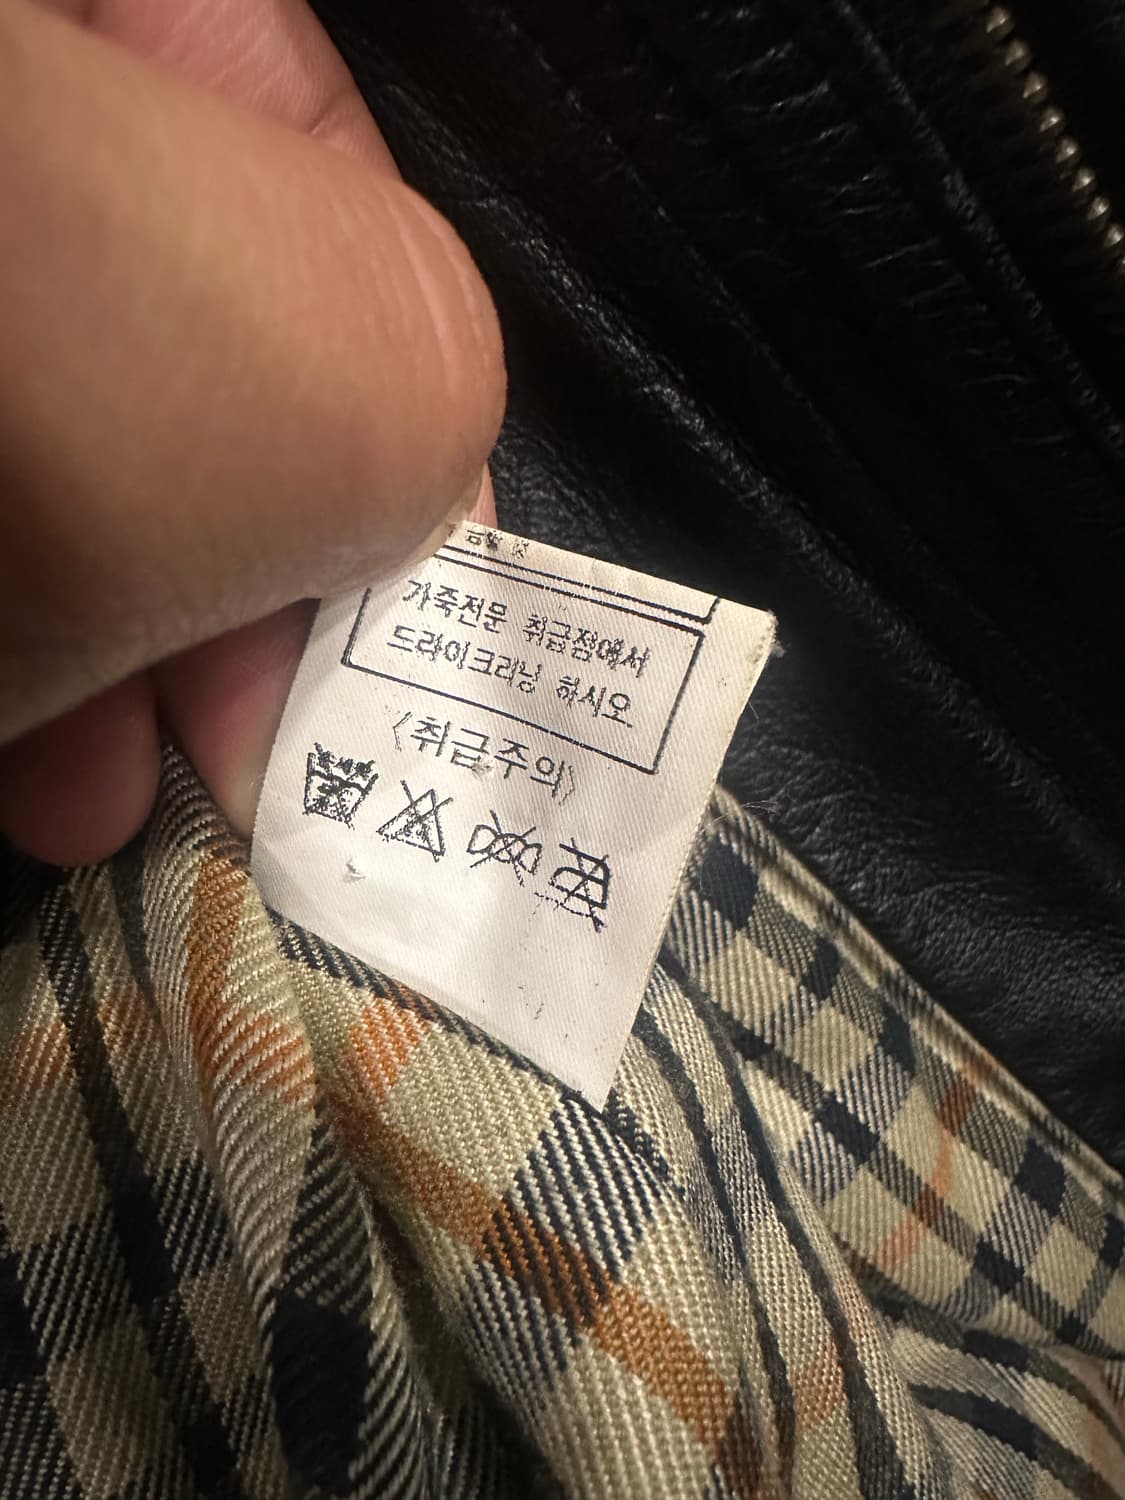 가죽전문 취급점에서
드라이크리닝 하시오
〈취급주의〉